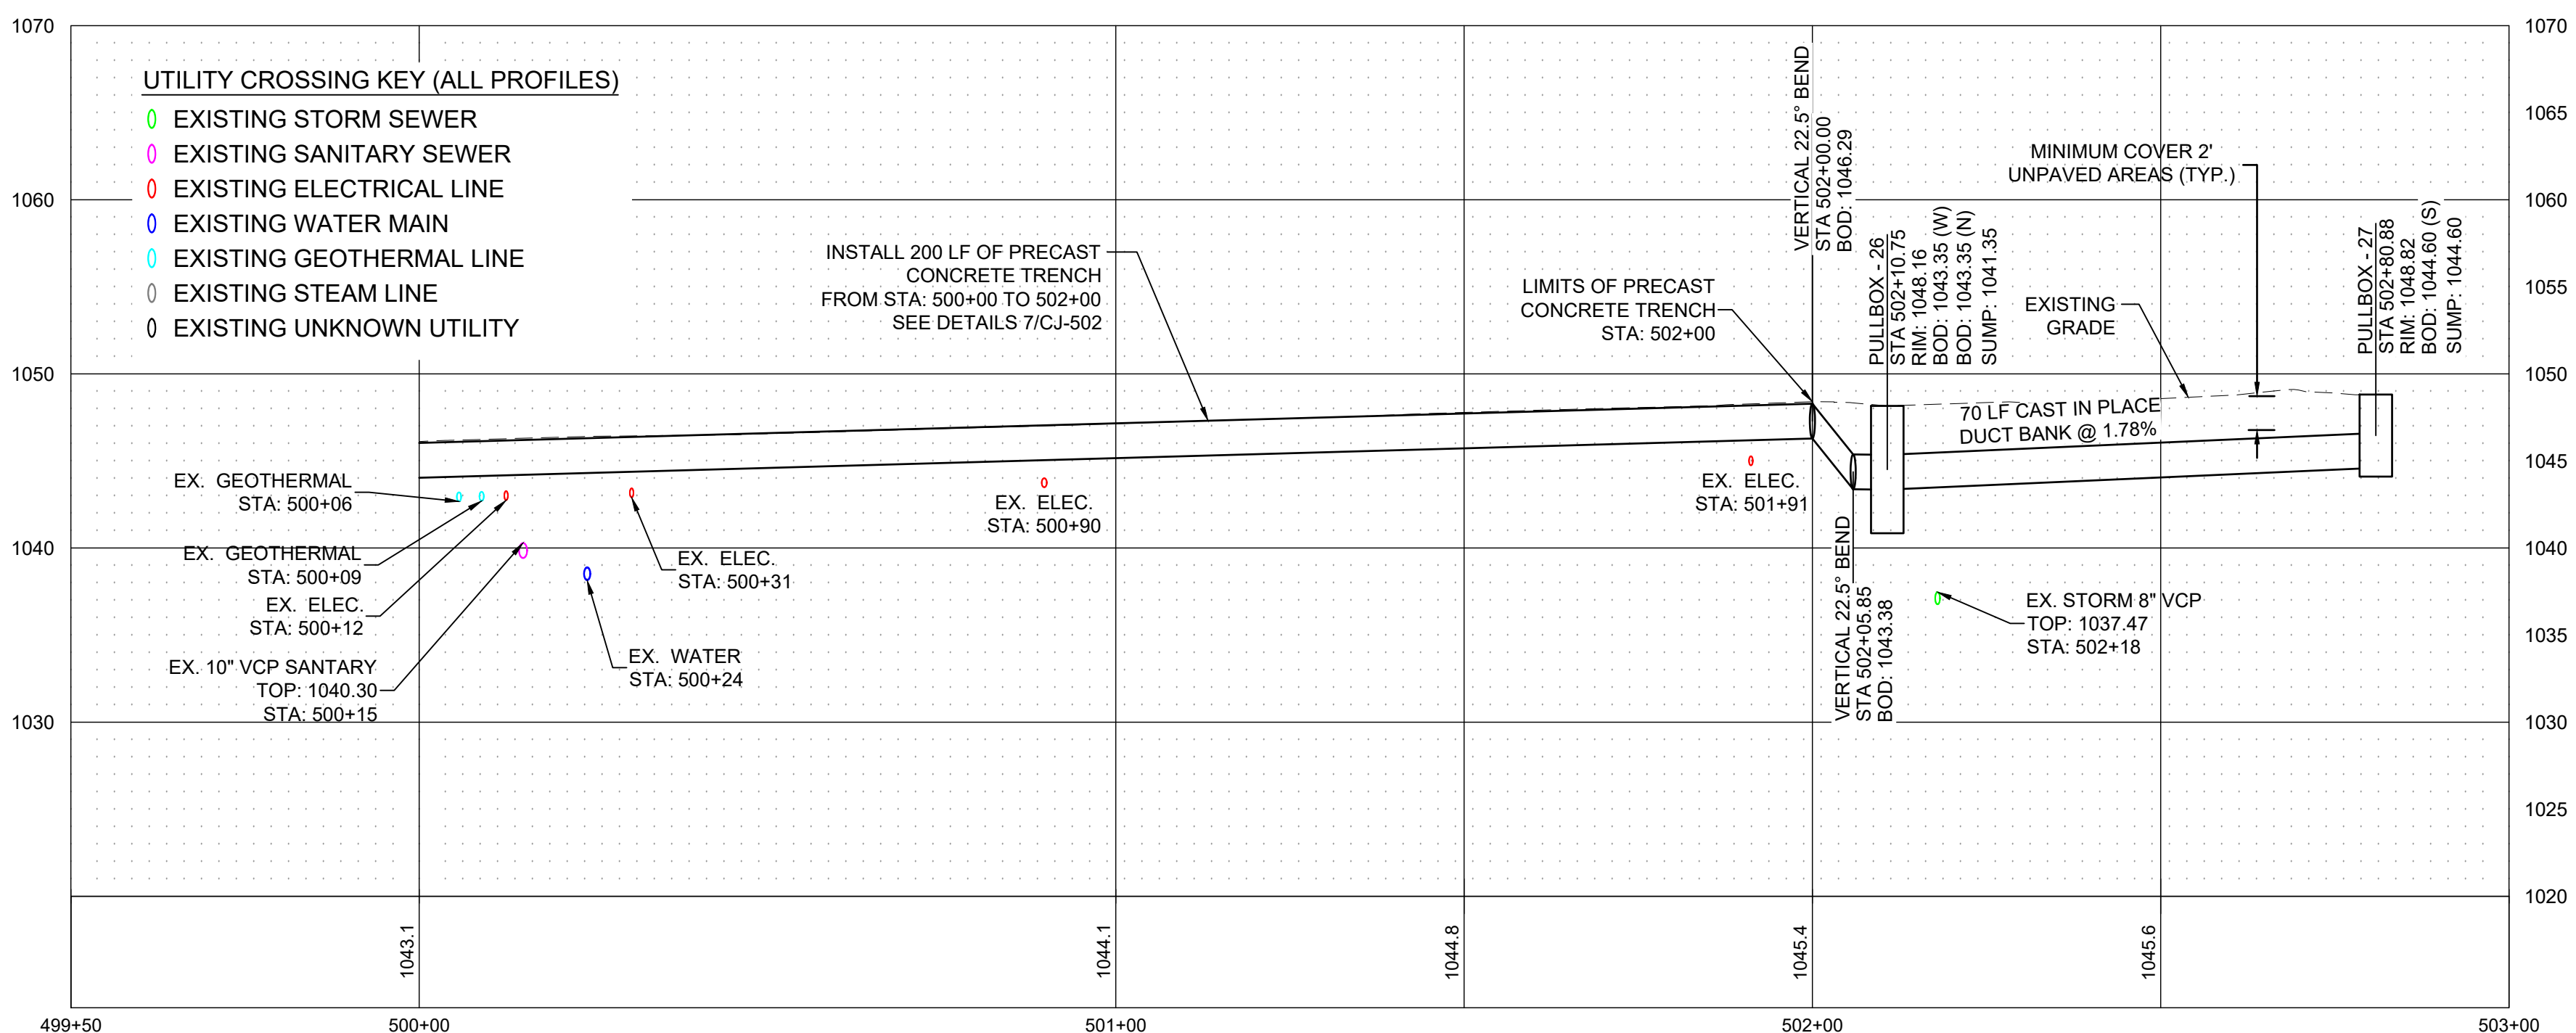 1070
1060
1050
1040
1030
UTILITY CROSSING KEY (ALL PROFILES)
EXISTING STORM SEWER
EXISTING SANITARY SEWER
EXISTING ELECTRICAL LINE
EXISTING WATER MAIN
EXISTING GEOTHERMAL LINE
EXISTING STEAM LINE
EXISTING UNKNOWN UTILITY
INSTALL 200 LF OF PRECAST
CONCRETE TRENCH
FROM STA: 500+00 TO 502+00
SEE DETAILS 7/CJ-502
LIMITS OF PRECAST
CONCRETE TRENCH
STA: 502+00
VERTICAL 22.5° BEND
STA 502+00.00
BOD: 1046.29
PULLBOX - 26
STA 502+10.75
RIM: 1048.16
BOD: 1043.35 (W)
BOD: 1043.35 (N)
SUMP: 1041.35
MINIMUM COVER 2'
UNPAVED AREAS (TYP.)
EXISTING
GRADE
PULLBOX - 27
STA 502+80.88
RIM: 1048.82
BOD: 1044.60 (S)
SUMP: 1044.60
70 LF CAST IN PLACE
DUCT BANK @ 1.78%
EX. GEOTHERMAL
STA: 500+06
EX. GEOTHERMAL
STA: 500+09
EX. ELEC.
STA: 500+12
EX. 10" VCP SANTARY
TOP: 1040.30
STA: 500+15
EX. WATER
STA: 500+24
EX. ELEC.
STA: 500+31
EX. ELEC.
STA: 500+90
EX. ELEC.
STA: 501+91
VERTICAL 22.5° BEND
STA 502+05.85
BOD: 1043.38
EX. STORM 8" VCP
TOP: 1037.47
STA: 502+18
1070
1065
1060
1055
1050
1045
1040
1035
1030
1025
1020
1043.1
1044.1
1044.8
1045.4
1045.6
499+50
500+00
501+00
502+00
503+00